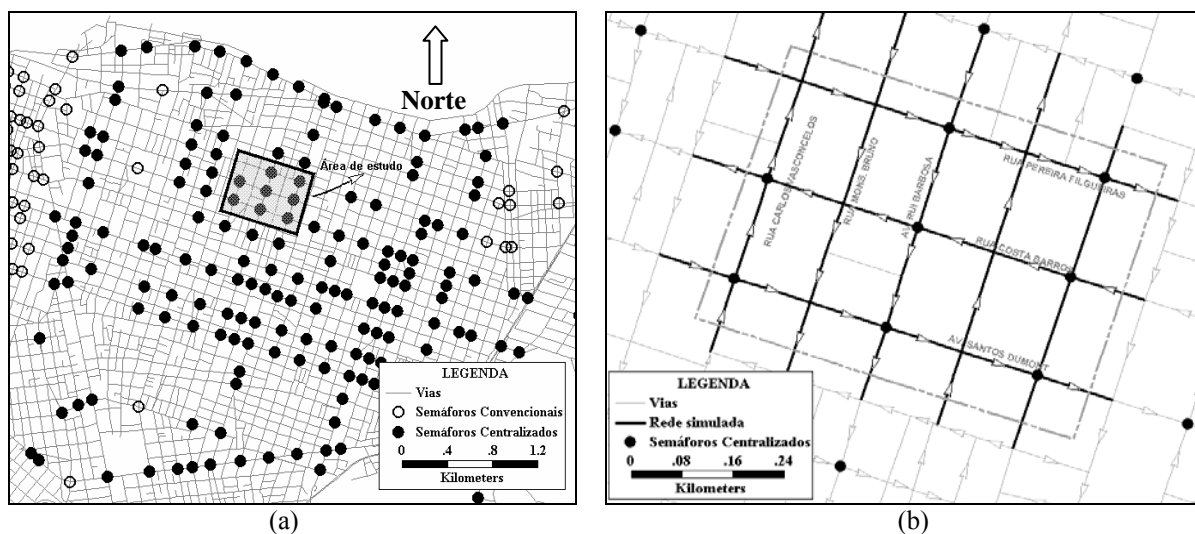 Norte
Área de estudo
LEGENDA
Vias
Semáforos Convencionais
Semáforos Centralizados
0 .4 .8 1.2
Kilometers
(a)
RUA CARLOS VASCONCELOS
RUA MONS. BRUNO
AV. RUI BARBOSA
RUA PEREIRA FILGUEIRAS
RUA COSTA BARROS
AV. SANTOS DUMONT
LEGENDA
Vias
Rede simulada
Semáforos Centralizados
0 .08 .16 .24
Kilometers
(b)